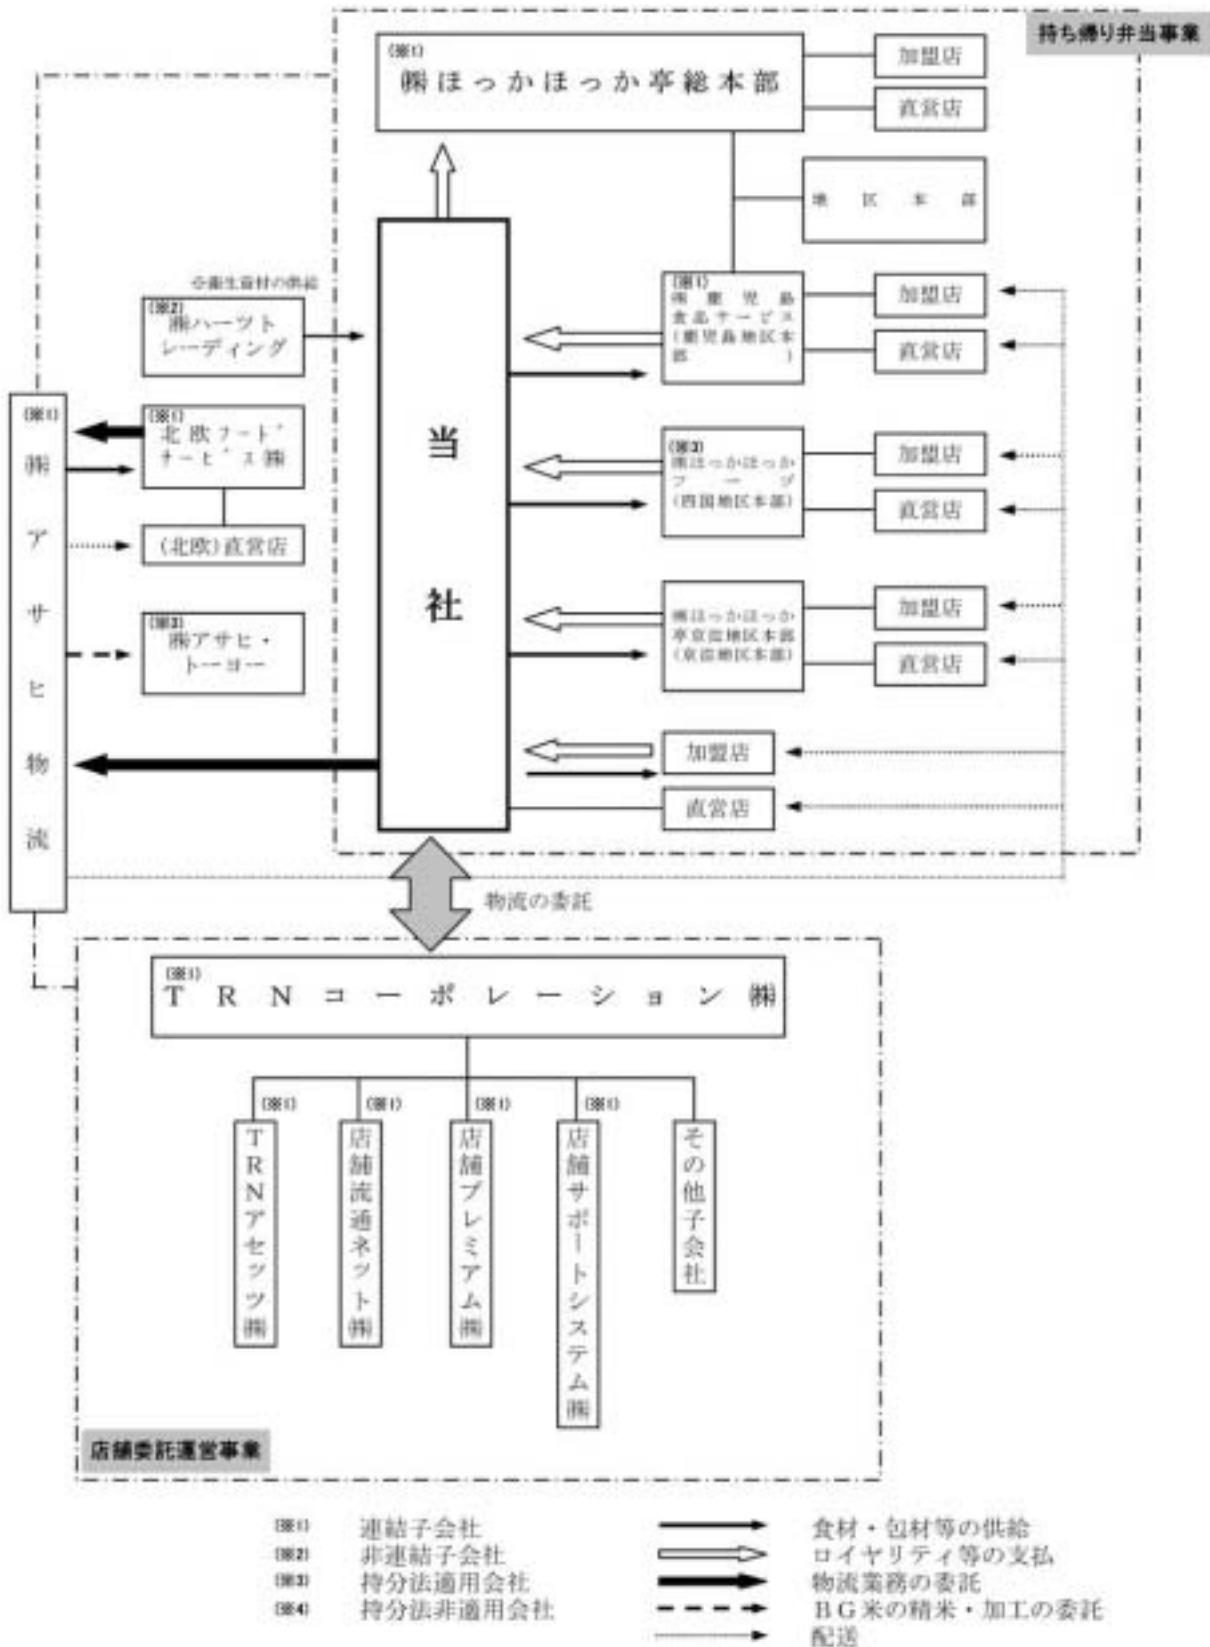 持ち帰り弁当事業
(※1)
㈱ほっかほっか亭総本部
加盟店
直営店
地区本部
※衛生資材の供給
(※2)
㈱ハーツト
レーディング
(※1)
㈱鹿児島
食品サービス
(鹿児島地区本
部)
加盟店
直営店
(※1)
㈱アサヒ物流
(※1)
北欧フード
サービス㈱
(北欧)直営店
(※3)
㈱アサヒ・
トーヨー
当社
(※3)
㈱ほっかほっか
フーヅ
(四国地区本部)
加盟店
直営店
㈱ほっかほっか
亭京滋地区本部
(京滋地区本部)
加盟店
直営店
加盟店
直営店
物流の委託
(※1)
TRNコーポレーション㈱
(※1)
TRNアセッツ㈱
(※1)
店舗流通ネット㈱
(※1)
店舗プレミアム㈱
(※1)
店舗サポートシステム㈱
その他子会社
店舗委託運営事業
(※1) 連結子会社
(※2) 非連結子会社
(※3) 持分法適用会社
(※4) 持分法非適用会社
食材・包材等の供給
ロイヤリティ等の支払
物流業務の委託
BG米の精米・加工の委託
配送